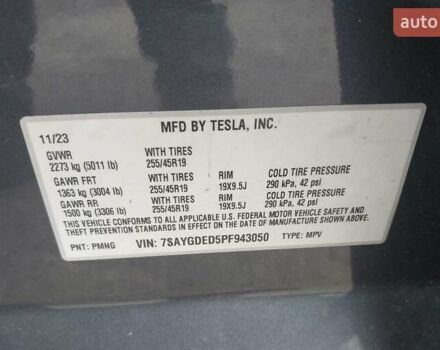 auto
11/23 MFD BY TESLA, INC.
GVWR WITH TIRES
2273 kg (5011 lb) 255/45R19
GAWR FRT WITH TIRES RIM COLD TIRE PRESSURE
1363 kg (3004 lb) 255/45R19 19X9.5J 290 kPa, 42 psi
GAWR RR WITH TIRES RIM COLD TIRE PRESSURE
1500 kg (3306 lb) 255/45R19 19X9.5J 290 kPa, 42 psi
THIS VEHICLE CONFORMS TO ALL APPLICABLE U.S. FEDERAL MOTOR VEHICLE SAFETY AND
THEFT PREVENTION STANDARDS IN EFFECT ON THE DATE OF MANUFACTURE SHOWN ABOVE.
PNT: PMNG VIN: 7SAYGDED5PF943050 TYPE: MPV